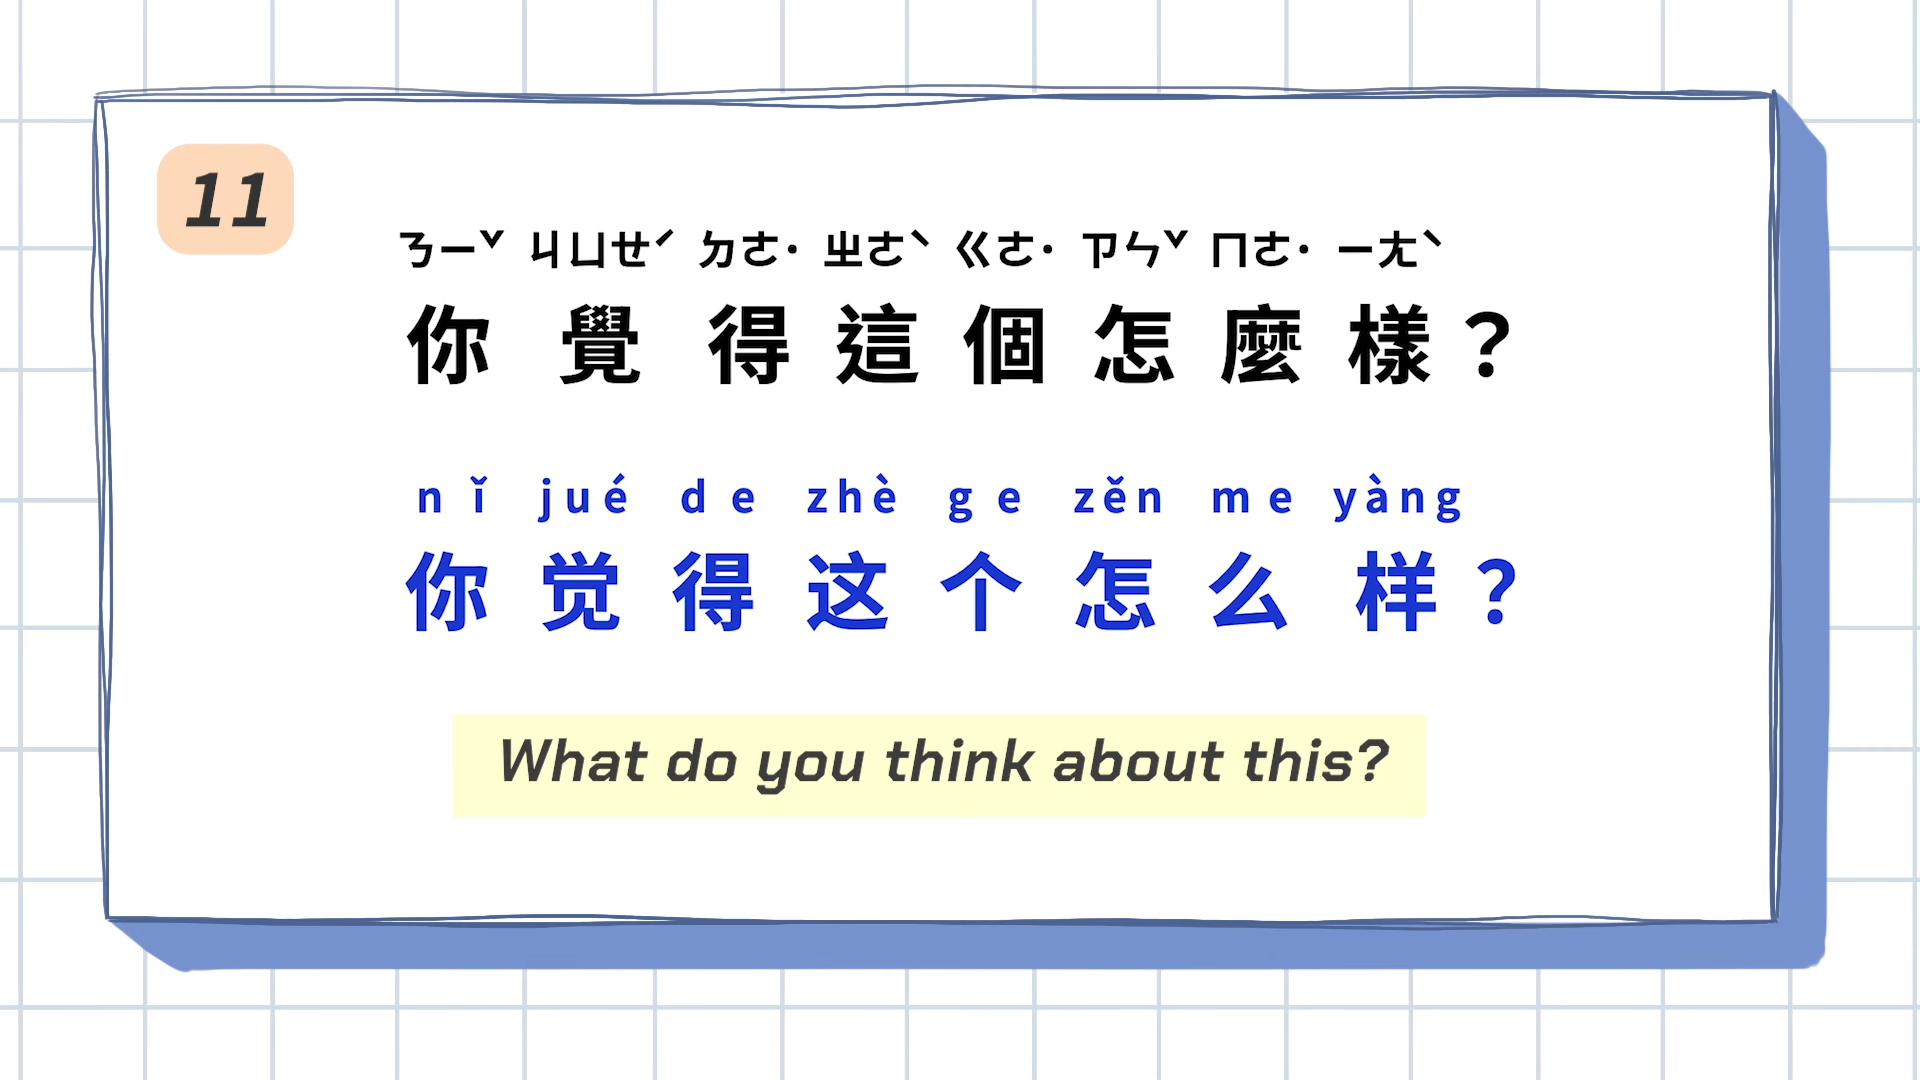 11
ㄋㄧˇ ㄐㄩㄝˊ ㄉㄜ˙ ㄓㄜˋ ㄍㄜ˙ ㄗㄣˇ ㄇㄜ˙ ㄧㄤˋ
你覺得這個怎麼樣？
nǐ jué de zhè ge zěn me yàng
你觉得这个怎么样？
What do you think about this?